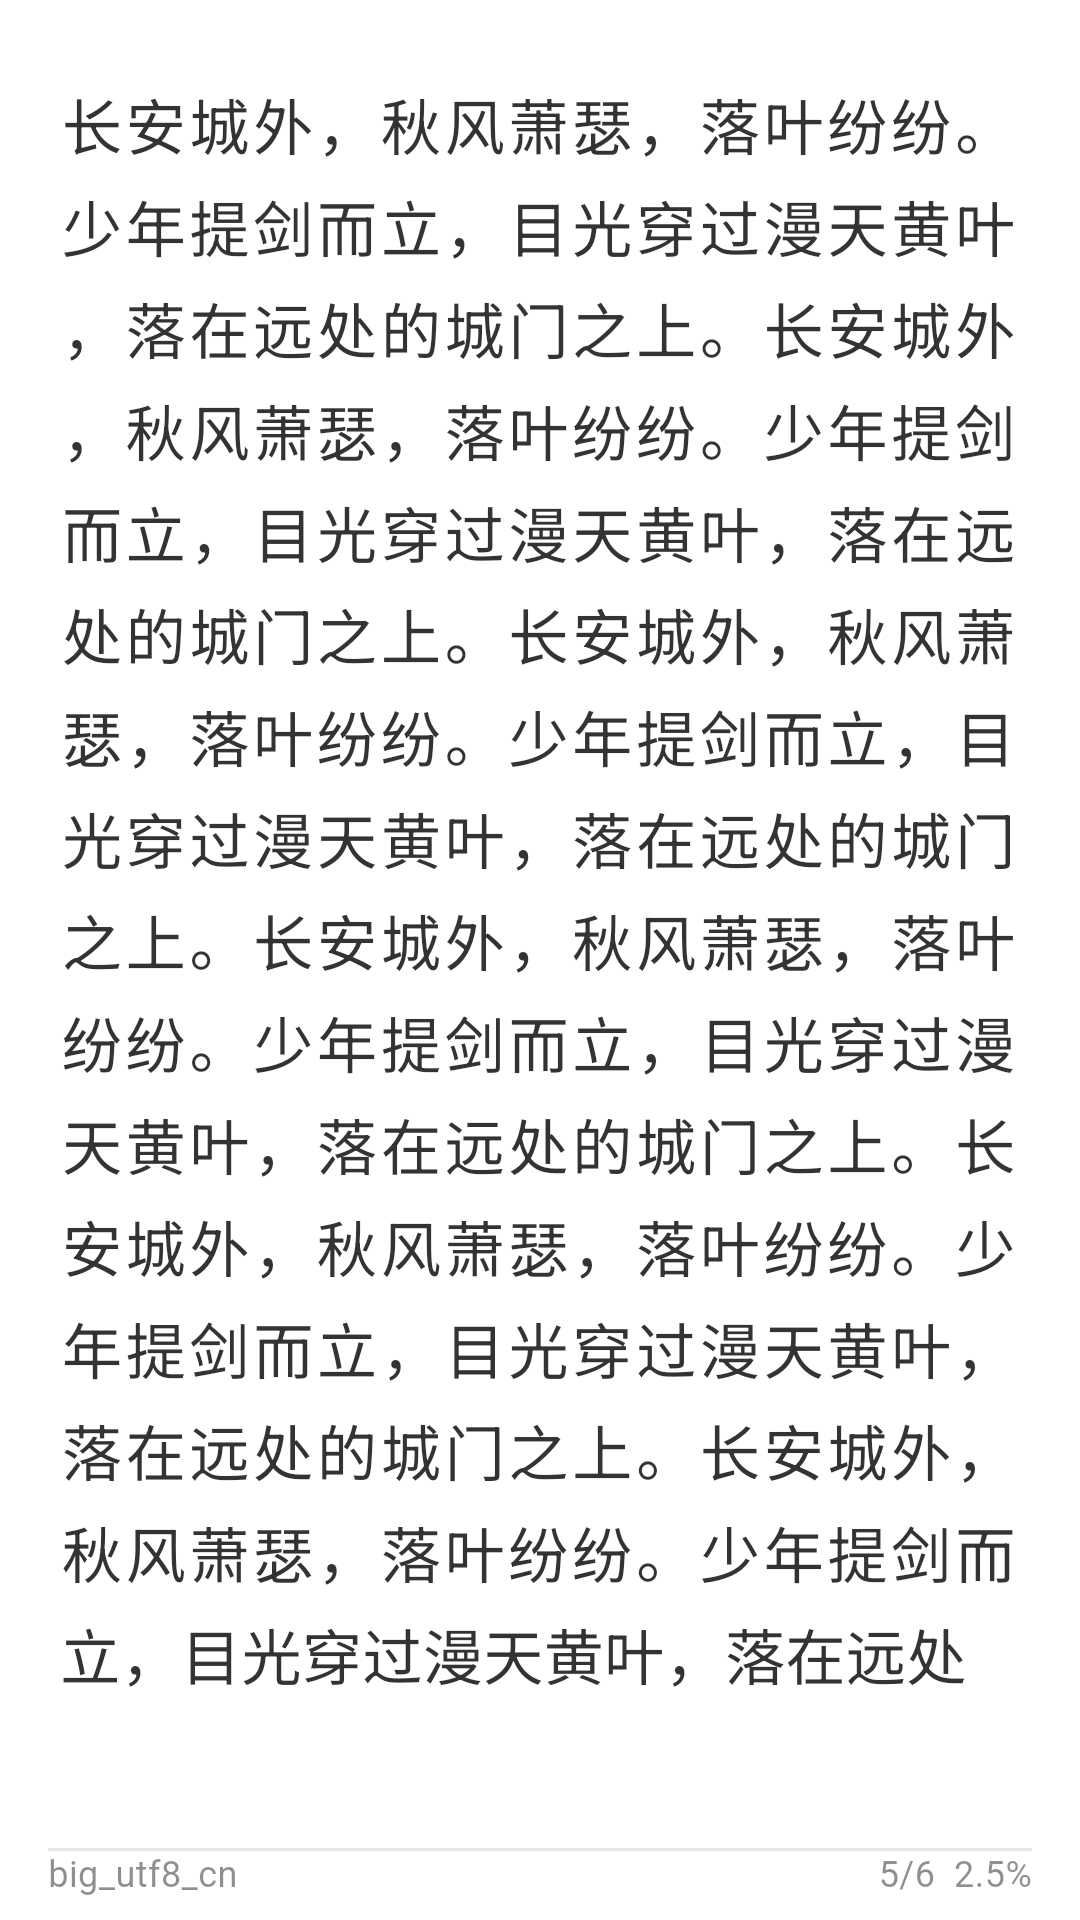 长安城外，秋风萧瑟，落叶纷纷。
少年提剑而立，目光穿过漫天黄叶
，落在远处的城门之上。长安城外
，秋风萧瑟，落叶纷纷。少年提剑
而立，目光穿过漫天黄叶，落在远
处的城门之上。长安城外，秋风萧
瑟，落叶纷纷。少年提剑而立，目
光穿过漫天黄叶，落在远处的城门
之上。长安城外，秋风萧瑟，落叶
纷纷。少年提剑而立，目光穿过漫
天黄叶，落在远处的城门之上。长
安城外，秋风萧瑟，落叶纷纷。少
年提剑而立，目光穿过漫天黄叶，
落在远处的城门之上。长安城外，
秋风萧瑟，落叶纷纷。少年提剑而
立，目光穿过漫天黄叶，落在远处
big_utf8_cn 5/6 2.5%